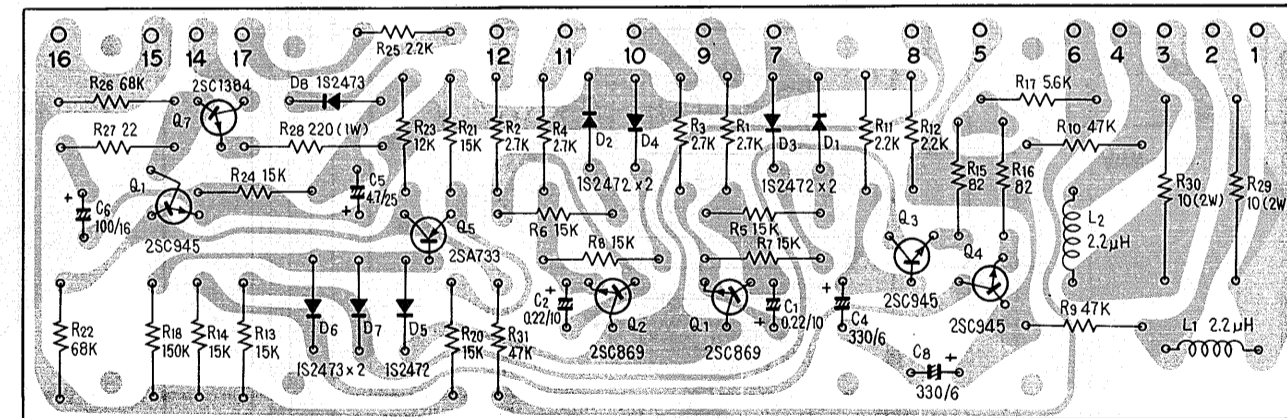 16 15 14 17 12 11 10 9 7 8 5 6 4 3 2 1
R25 2.2K
R26 68K
2SC1384
D8 1S2473
Q7
R27 22
R28 220 (1W)
R23
12K
R21
15K
R2
2.7K
R4
2.7K
D2
D4
R3
2.7K
R1
2.7K
D3
D1
R11
2.2K
R12
2.2K
R17 5.6K
R10 47K
R15
82
R16
82
R30
10(2W)
R29
10(2W
1S2472×2
1S2472×2
Q1
R24 15K
C5
4.7/25
+
+
C6
100/16
2SC945
Q5
2SA733
R6 15K
R8 15K
R5 15K
R7 15K
Q3
2SC945
Q4
2SC945
L2
2.2μH
R22
68K
R18
150K
R14
15K
R13
15K
D6
D7
D5
1S2473×2
1S2472
R20
15K
R31
47K
C2
0.22/10
+
Q2
2SC869
Q1
2SC869
C1
0.22/10
+
C4
330/6
+
C8
+
330/6
R9 47K
L1 2.2μH